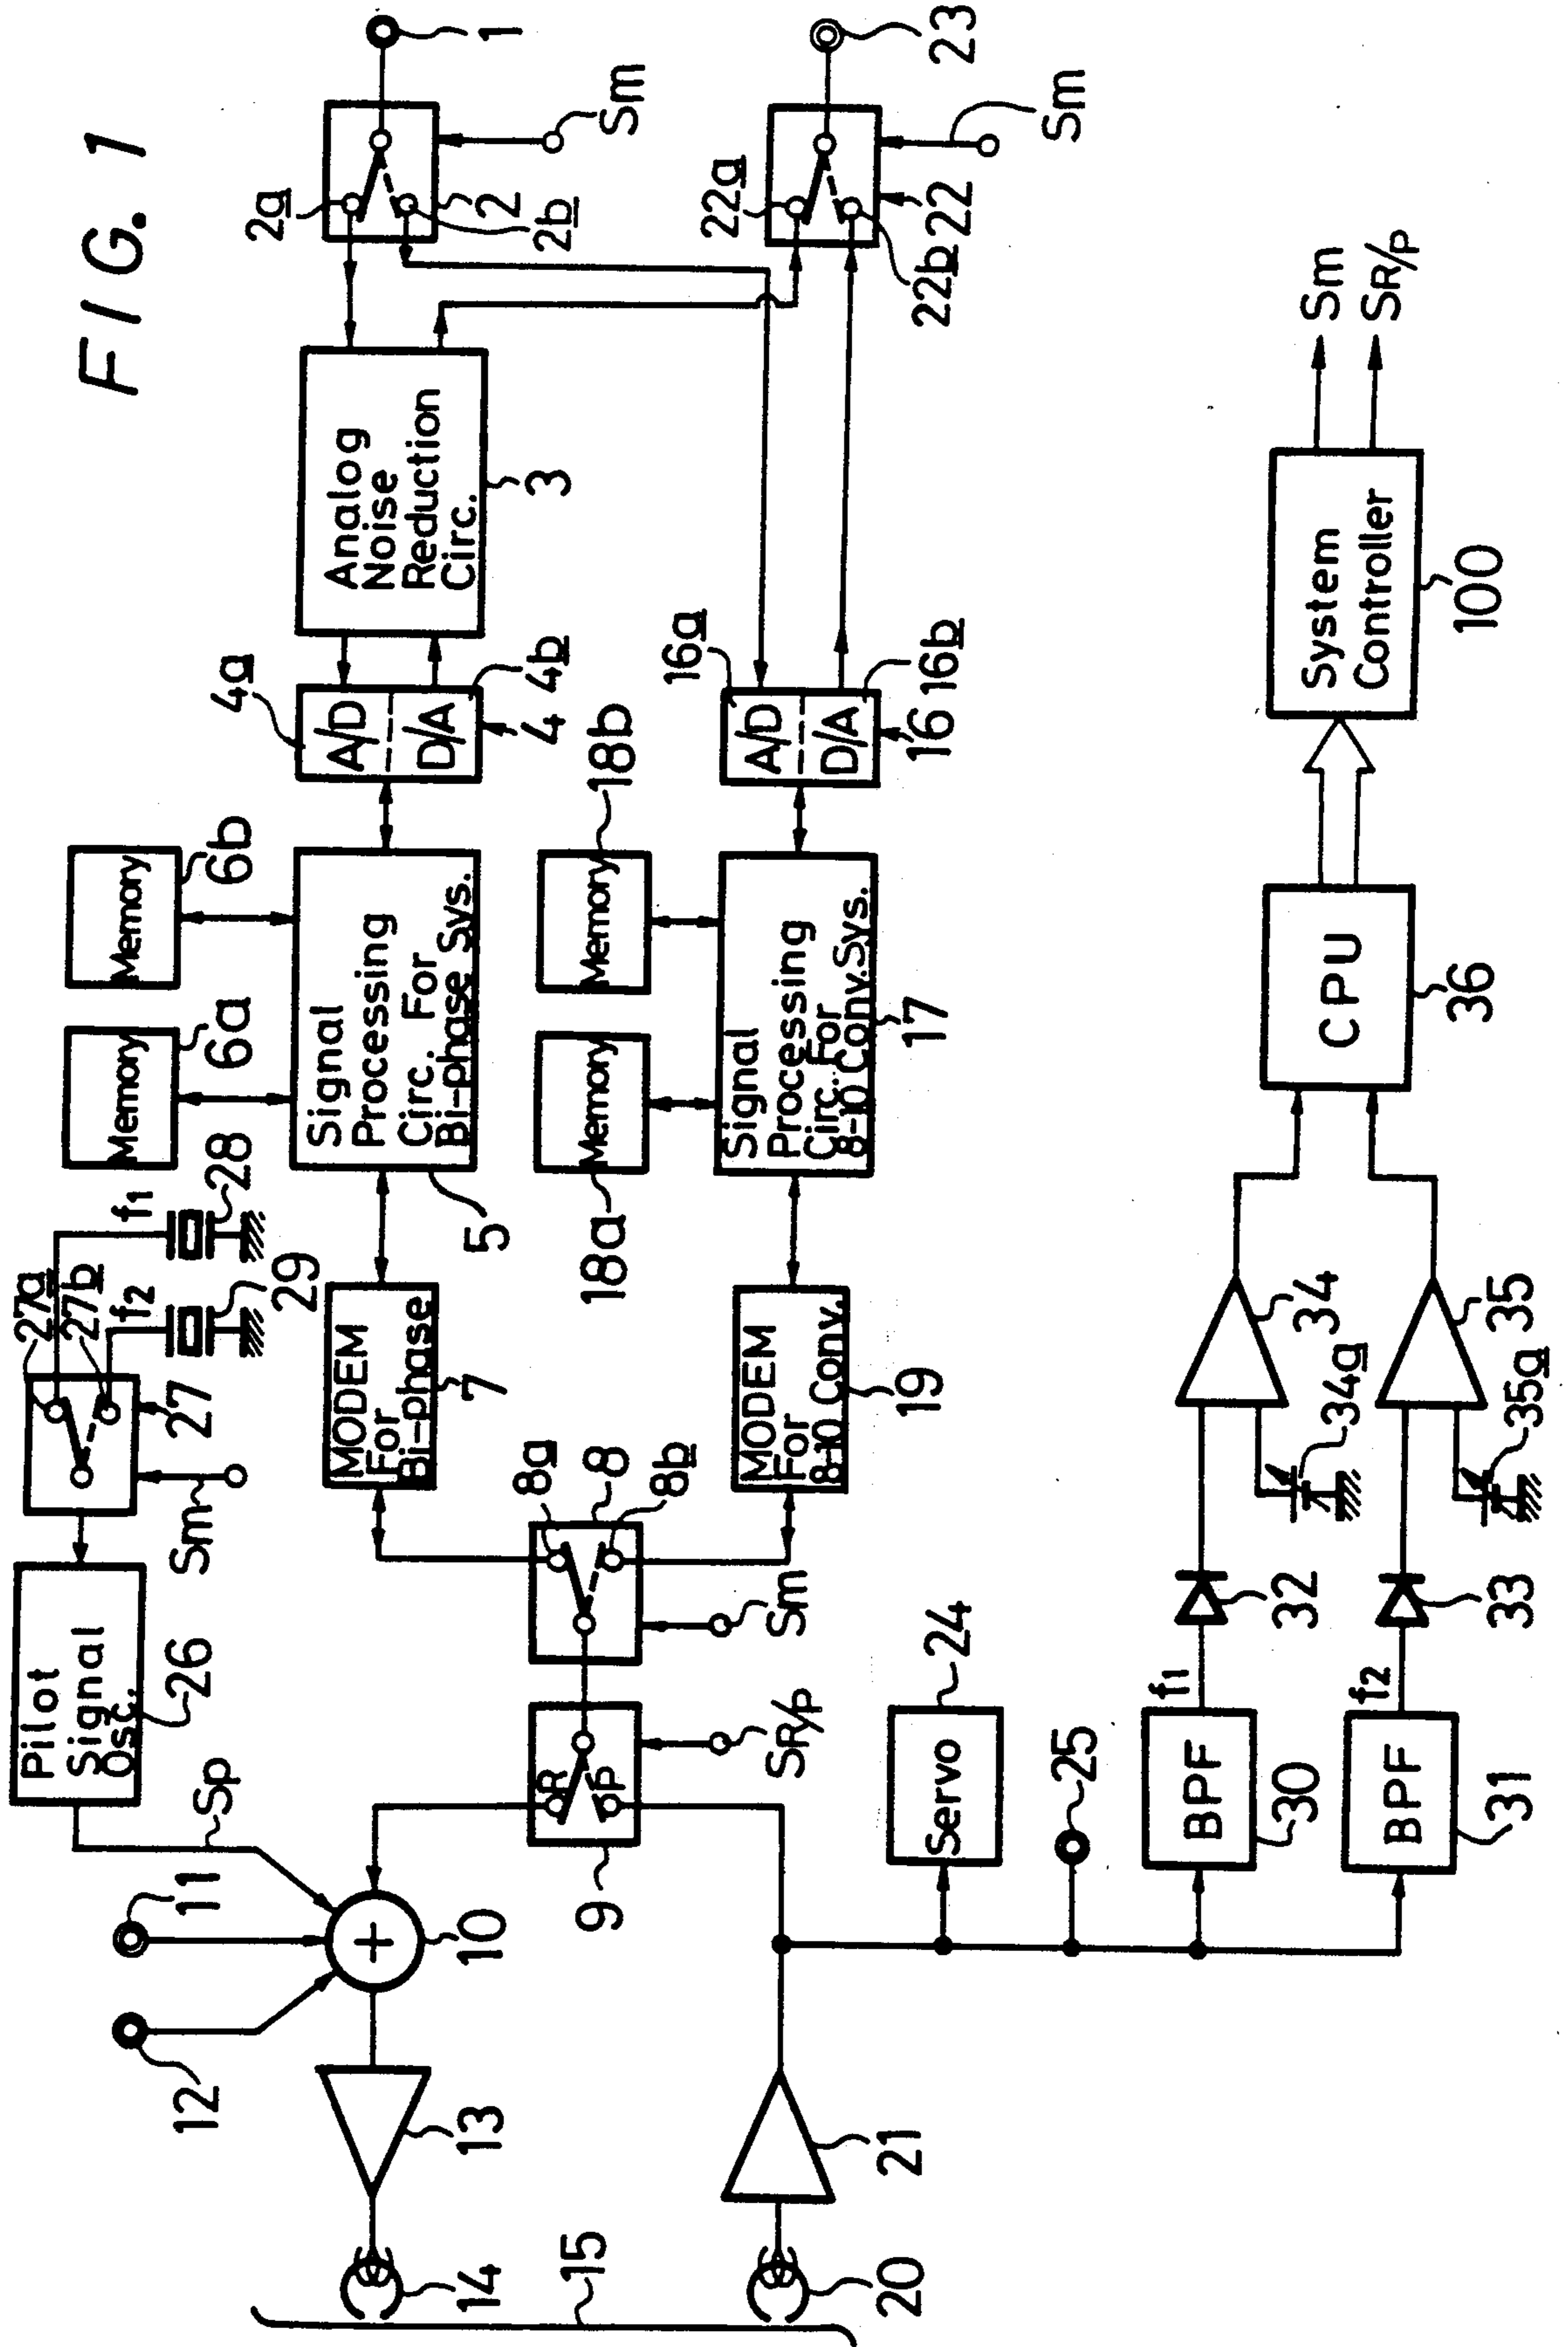 FIG. 1
1
2a
2
2b
Sm
23
22a
22
22b
Sm
Analog
Noise
Reduction
Circ.
3
4a
A/D
D/A
4b
4
16a
A/D
D/A
16b
16
Memory
6b
Memory
6a
Signal
Processing
Circ. For
Bi-phase Sys.
5
Memory
18b
Memory
18a
Signal
Processing
Circ. For
8-10 Conv. Sys.
17
MODEM
For
Bi-phase
7
MODEM
For
8-10 Conv.
19
27a
27b
f1
f2
28
29
27
Sm
Pilot
Signal
Osc.
26
Sp
8a
8
8b
Sm
R
P
SR/P
9
11
12
10
13
14
15
20
21
Servo
24
25
BPF
30
f1
BPF
31
f2
32
33
34
34a
35
35a
CPU
36
System
Controller
100
Sm
SR/P